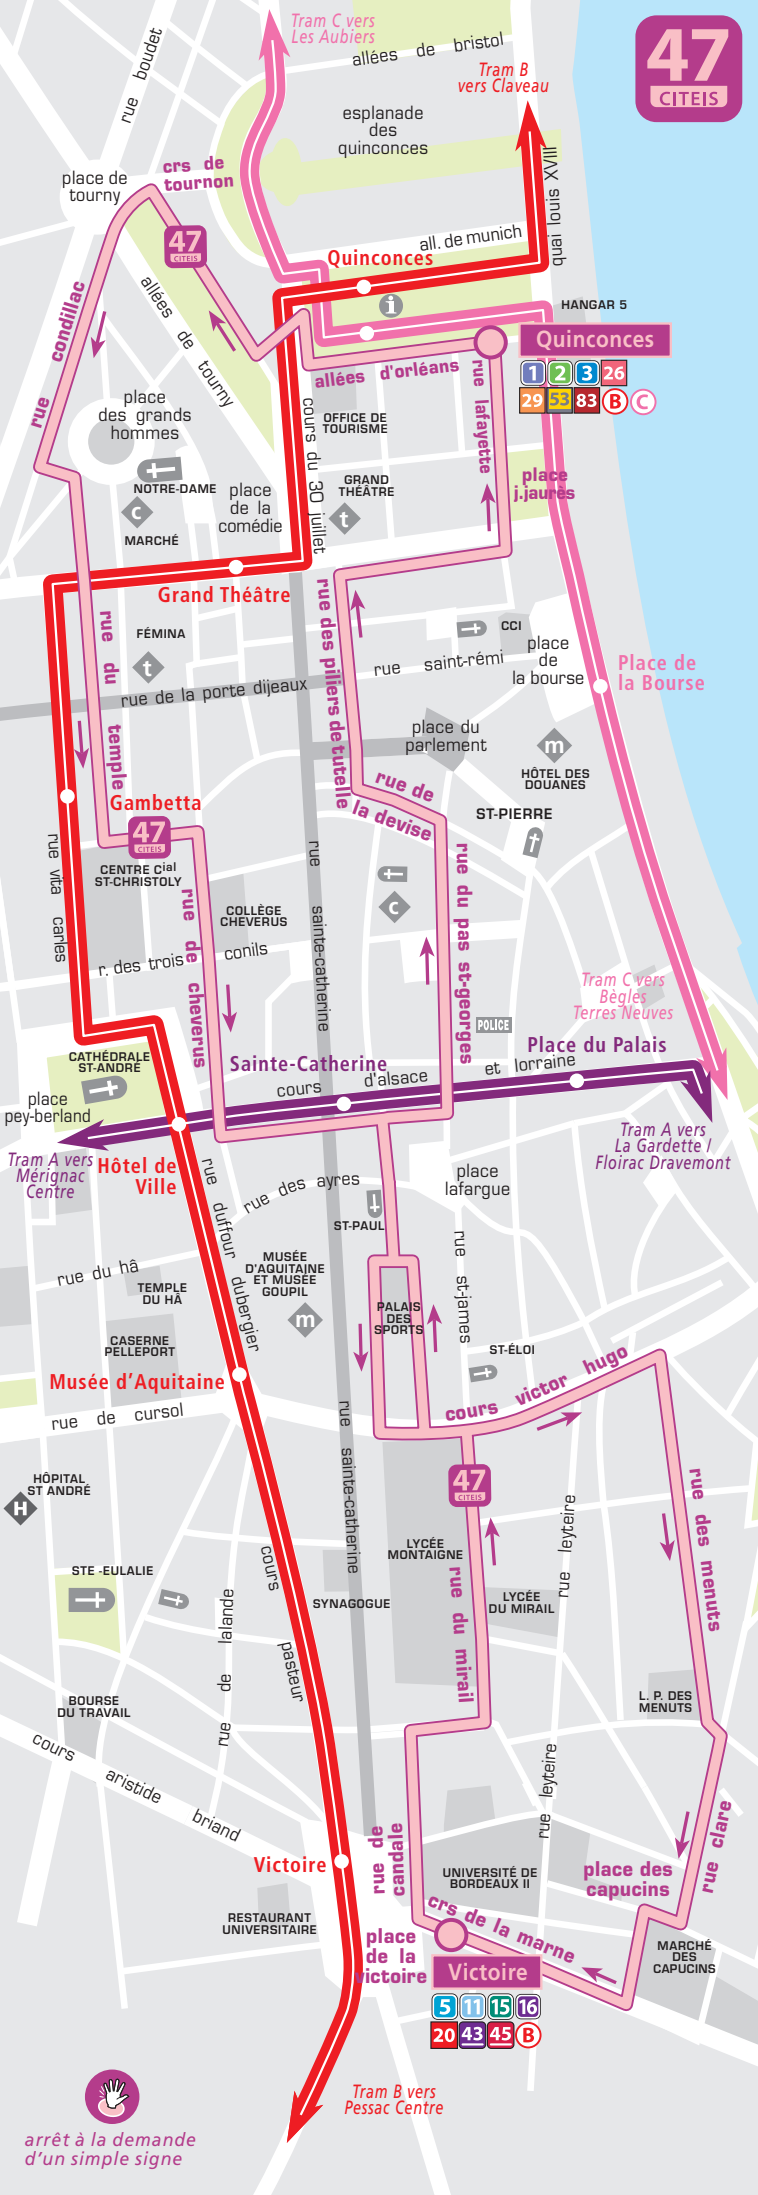 Tram C vers
Les Aubiers
rue boudet
allées de bristol
47
CITEIS
Tram B
vers Claveau
esplanade
des
quinconces
quai louis XVIII
place de
tourny
crs de
tournon
47
CITEIS
all. de munich
Quinconces
i
HANGAR 5
Quinconces
1 2 3 26
29 53 83 B C
rue condillac
allées de tourny
allées d'orléans
rue lafayette
cours du 30 juillet
OFFICE DE
TOURISME
place
des grands
hommes
NOTRE-DAME
c
MARCHÉ
place
de la
comédie
GRAND
THÉÂTRE
t
place
j.jaurès
Grand Théâtre
rue du temple
FÉMINA
t
rue des piliers de tutelle
CCI
rue saint-rémi
place
de
la bourse
Place de
la Bourse
rue de la porte dijeaux
place du
parlement
m
HÔTEL DES
DOUANES
rue de
la devise
ST-PIERRE
Gambetta
47
CITEIS
rue vita carles
CENTRE Cial
ST-CHRISTOLY
rue sainte-catherine
rue du pas st-georges
rue de cheverus
COLLÈGE
CHEVERUS
c
r. des trois conils
Tram C vers
Bègles
Terres Neuves
POLICE
CATHÉDRALE
ST-ANDRÉ
Sainte-Catherine
Place du Palais
cours d'alsace et lorraine
place
pey-berland
Tram A vers
Mérignac
Centre
Hôtel de
Ville
Tram A vers
La Gardette /
Floirac Dravemont
rue duffour dubergier
rue des ayres
place
lafargue
ST-PAUL
rue st-james
rue du hâ
TEMPLE
DU HÂ
MUSÉE
D'AQUITAINE
ET MUSÉE
GOUPIL
m
PALAIS
DES
SPORTS
CASERNE
PELLEPORT
ST-ÉLOI
Musée d'Aquitaine
cours victor hugo
rue de cursol
rue sainte-catherine
HÔPITAL
ST ANDRÉ
H
47
CITEIS
rue des menuts
rue leyteire
LYCÉE
MONTAIGNE
STE -EULALIE
cours pasteur
SYNAGOGUE
rue du mirail
LYCÉE
DU MIRAIL
rue de lalande
L. P. DES
MENUTS
BOURSE
DU TRAVAIL
cours aristide briand
rue leyteire
rue clare
rue de
candale
Victoire
UNIVERSITÉ DE
BORDEAUX II
place des
capucins
crs de la marne
RESTAURANT
UNIVERSITAIRE
place
de la
victoire
MARCHÉ
DES
CAPUCINS
Victoire
5 11 15 16
20 43 45 B
Tram B vers
Pessac Centre
arrêt à la demande
d'un simple signe